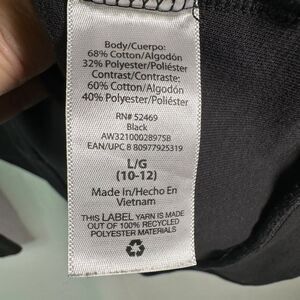 Body/Cuerpo:
68% Cotton/Algodón
32% Polyester/Poliéster
Contrast/Contraste:
60% Cotton/Algodón
40% Polyester/Poliéster
RN# 52469
Black
AW3210002897SB
EAN/UPC 8 80977925319
L/G
(10-12)
Made in/Hecho En
Vietnam
THIS LABEL YARN IS MADE
OUT OF 100% RECYCLED
POLYESTER MATERIALS